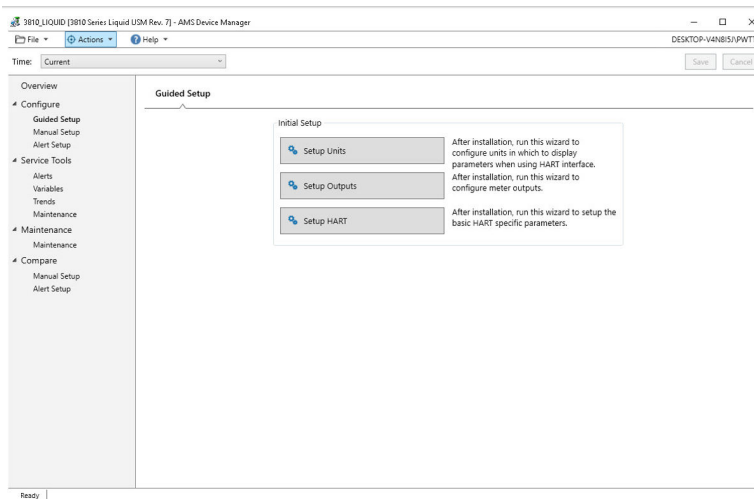 3810_LIQUID [3810 Series Liquid USM Rev. 7] - AMS Device Manager
File Actions Help
Time: Current
Save Cancel
Overview
Configure
Guided Setup
Manual Setup
Alert Setup
Service Tools
Alerts
Variables
Trends
Maintenance
Maintenance
Maintenance
Compare
Manual Setup
Alert Setup
Guided Setup
Initial Setup
Setup Units
After installation, run this wizard to
configure units in which to display
parameters when using HART interface.
Setup Outputs
After installation, run this wizard to
configure meter outputs.
Setup HART
After installation, run this wizard to setup the
basic HART specific parameters.
Ready